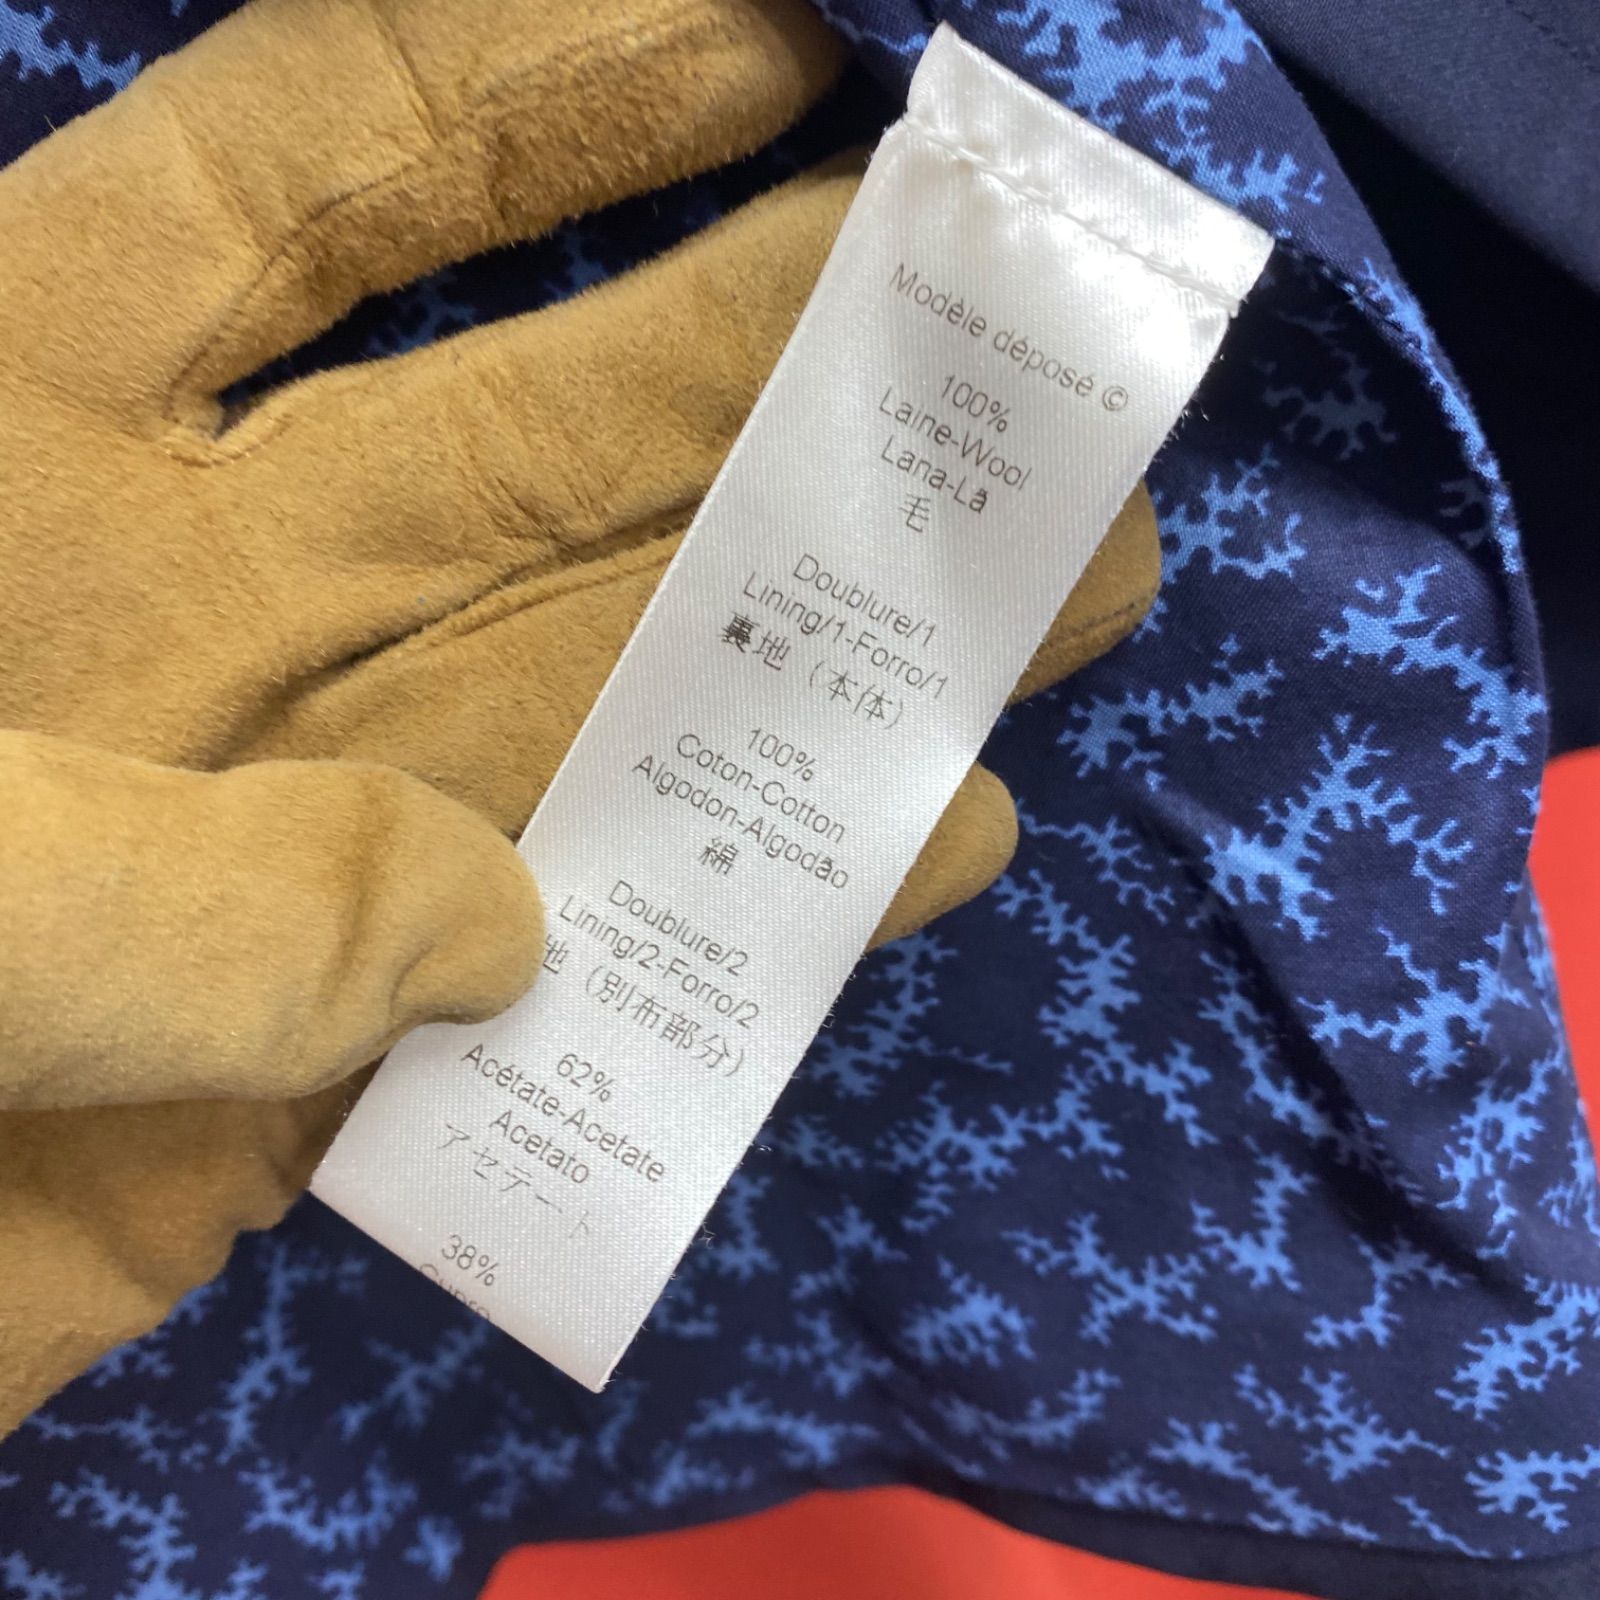 Modèle déposé ©
100%
Laine-Wool
Lana-Lã
毛
Doublure/1
Lining/1-Forro/1
裏地（本体）
100%
Coton-Cotton
Algodon-Algodão
綿
Doublure/2
Lining/2-Forro/2
地（別布部分）
62%
Acétate-Acetate
Acetato
アセテート
38%